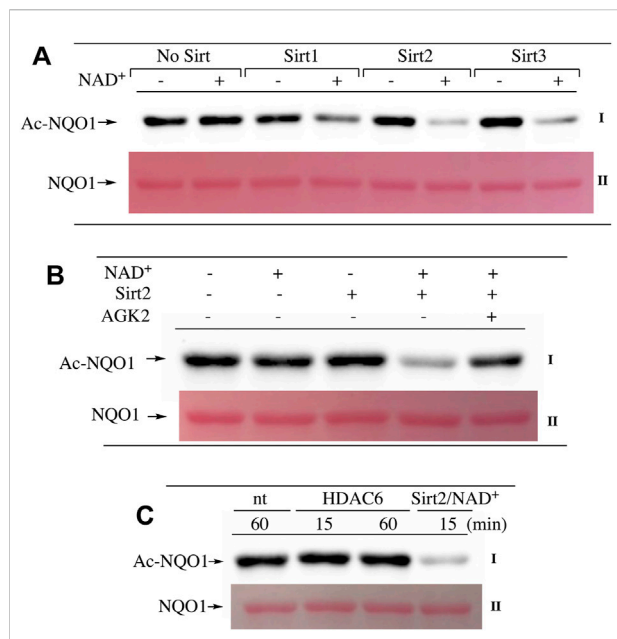 A
No Sirt Sirt1 Sirt2 Sirt3
NAD+ - + - + - + - +
Ac-NQO1→ I
NQO1→ II
B
NAD+ - + - + +
Sirt2 - - + + +
AGK2 - - - - +
Ac-NQO1 → I
NQO1 → II
C
nt HDAC6 Sirt2/NAD+
60 15 60 15 (min)
Ac-NQO1→ I
NQO1→ II